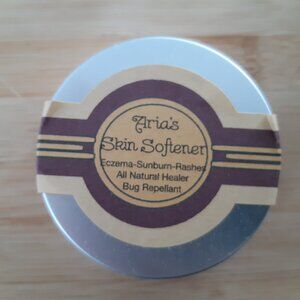 Aria's
Skin Softener
Eczema-Sunburn-Rashes
All Natural Healer
Bug Repellant